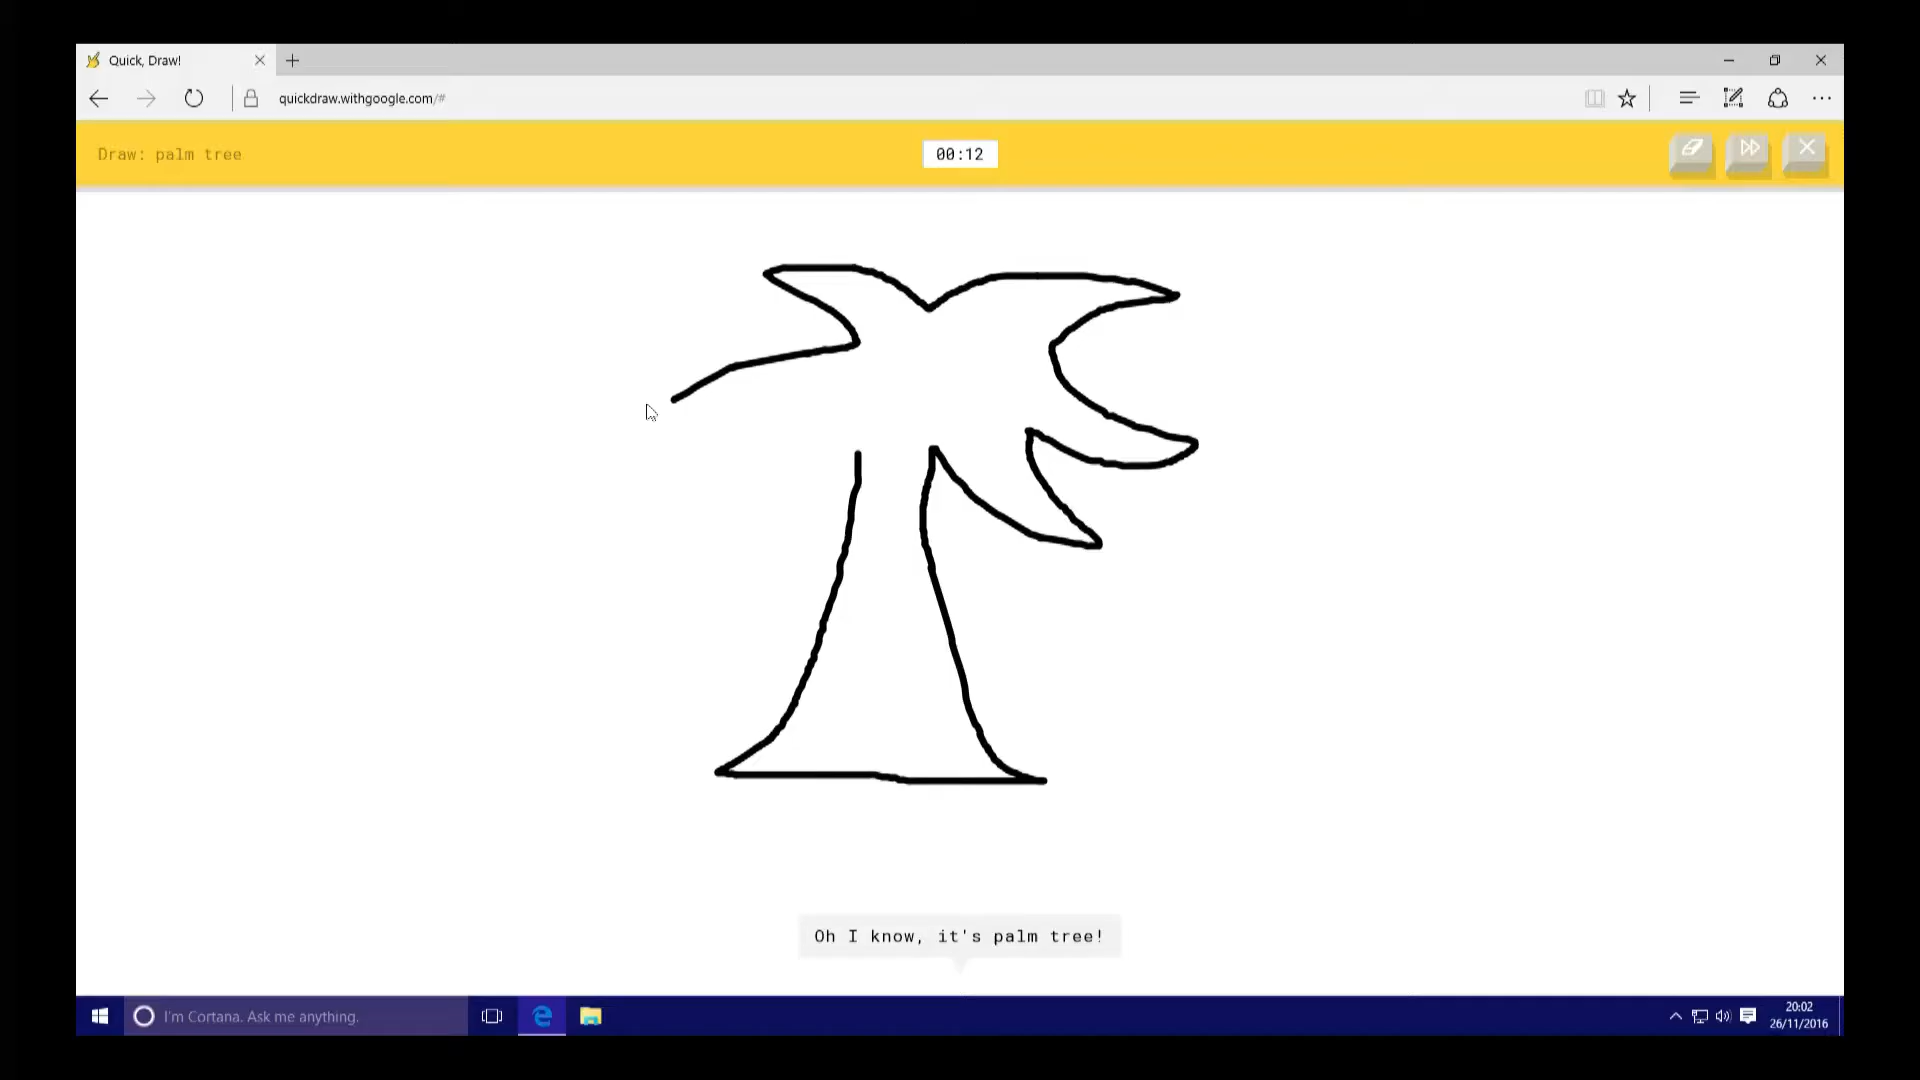 Quick, Draw!
quickdraw.withgoogle.com/#
Draw: palm tree
00:12
Oh I know, it's palm tree!
I'm Cortana. Ask me anything.
20:02
26/11/2016